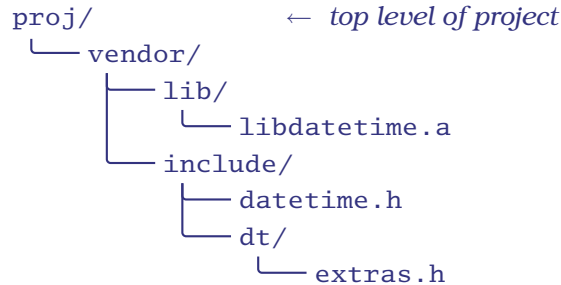 proj/ ← top level of project
vendor/
lib/
libdatetime.a
include/
datetime.h
dt/
extras.h